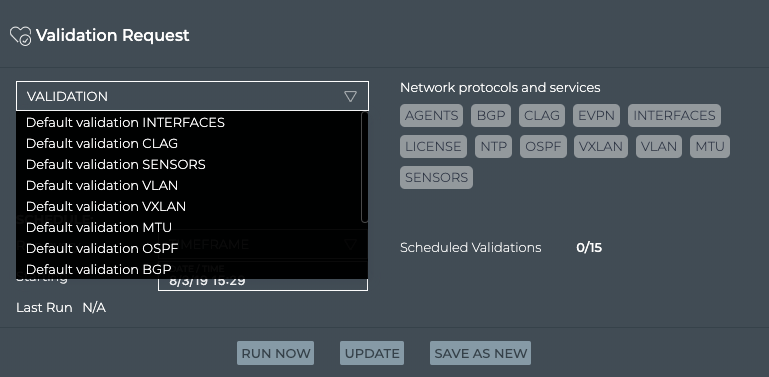 Validation Request
VALIDATION
Default validation INTERFACES
Default validation CLAG
Default validation SENSORS
Default validation VLAN
Default validation VXLAN
Default validation MTU
Default validation OSPF
Default validation BGP
Starting
8/3/19 15:29
Last Run N/A
Network protocols and services
AGENTS BGP CLAG EVPN INTERFACES
LICENSE NTP OSPF VXLAN VLAN MTU
SENSORS
Scheduled Validations 0/15
RUN NOW UPDATE SAVE AS NEW